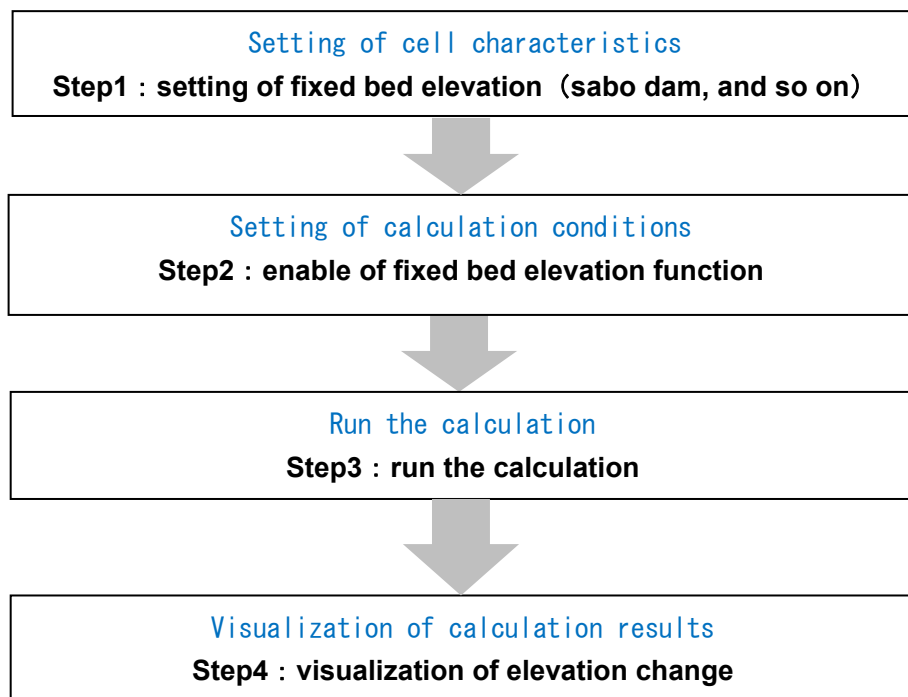 Setting of cell characteristics
Step1：setting of fixed bed elevation（sabo dam, and so on）
Setting of calculation conditions
Step2：enable of fixed bed elevation function
Run the calculation
Step3：run the calculation
Visualization of calculation results
Step4：visualization of elevation change